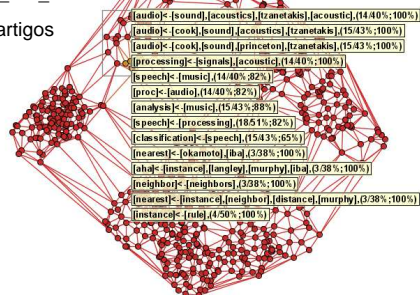 [audio]<-[sound],[acoustics],[tzanetakis],[acoustic],(14/40%;100%)
artigos
[audio]<-[cook],[sound],[acoustics],[tzanetakis],(15/43%;100%)
[audio]<-[cook],[sound],[princeton],[tzanetakis],(15/43%;100%)
[processing]<-[signals],[acoustic],(14/40%;100%)
[speech]<-[music],(14/40%;82%)
[proc]<-[audio],(14/40%;82%)
[analysis]<-[music],(15/43%;88%)
[speech]<-[processing],(18/51%;82%)
[classification]<-[speech],(15/43%;65%)
[nearest]<-[okamoto],[iba],(3/38%;100%)
[aha]<-[instance],[langley],[murphy],[iba],(3/38%;100%)
[neighbor]<-[neighbors],(3/38%;100%)
[nearest]<-[instance],[neighbor],[distance],[murphy],(3/38%;100%)
[instance]<-[rule],(4/50%;100%)